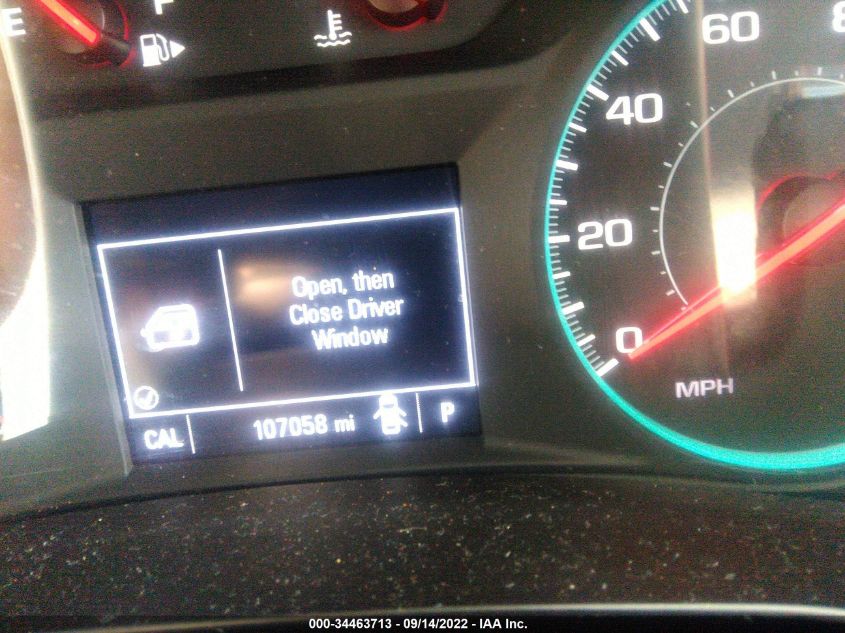 E F
60 8
40
20
0
MPH
Open, then
Close Driver
Window
CAL 107058 mi P
000-34463713 - 09/14/2022 - IAA Inc.